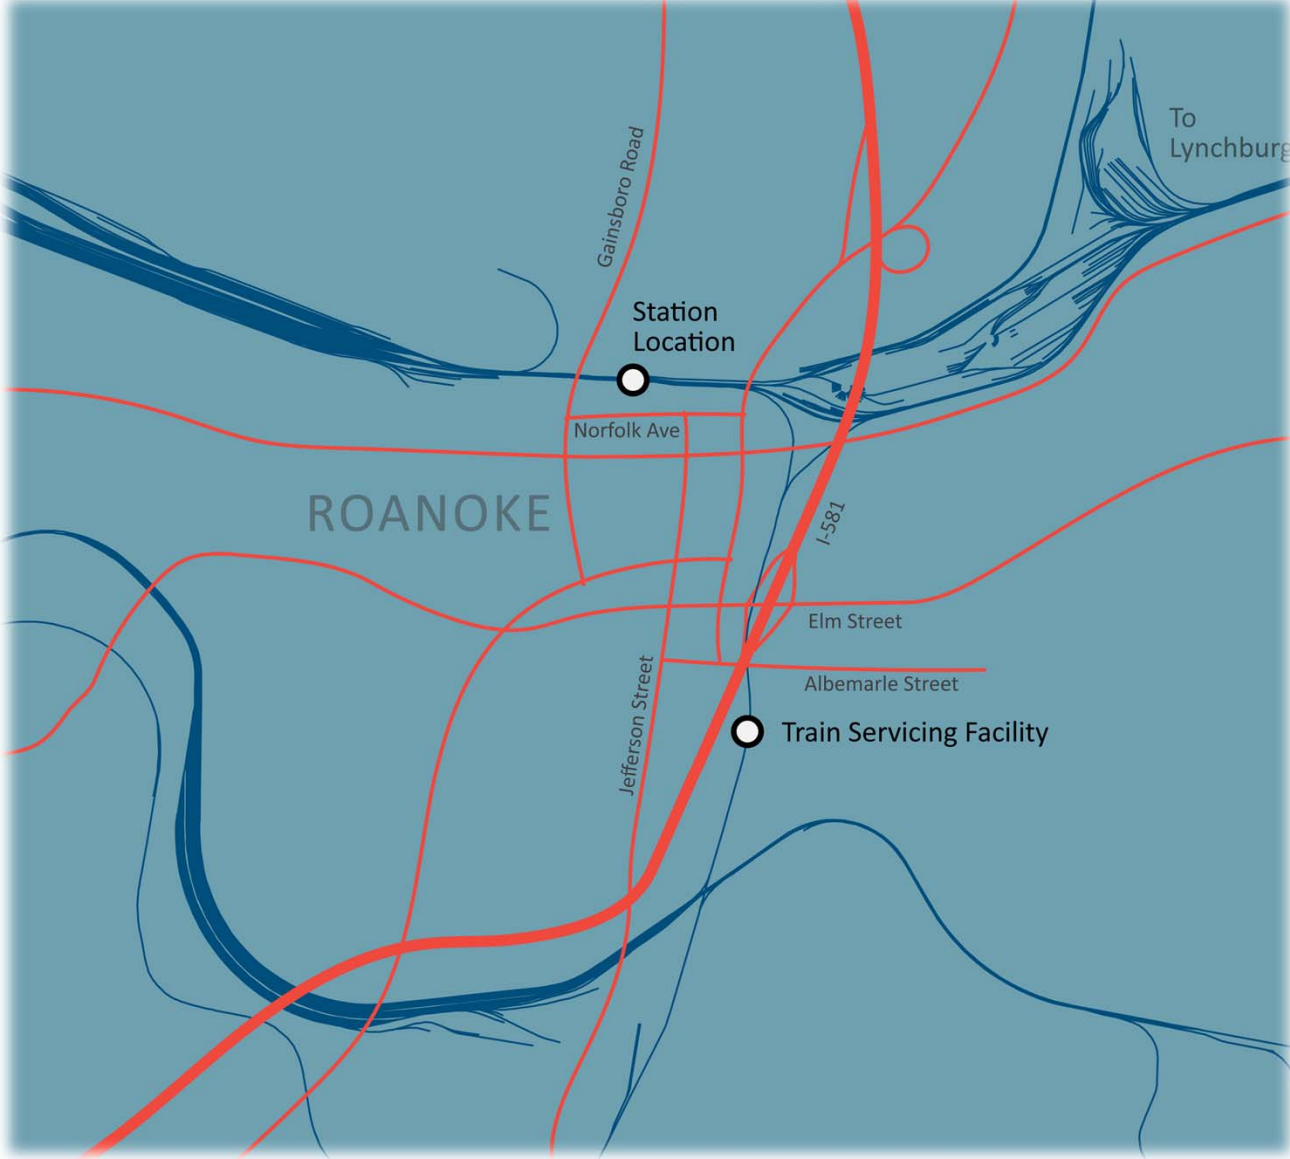 To
Lynchburg
Gainsboro Road
Station
Location
Norfolk Ave
ROANOKE
I-581
Elm Street
Albemarle Street
Jefferson Street
Train Servicing Facility